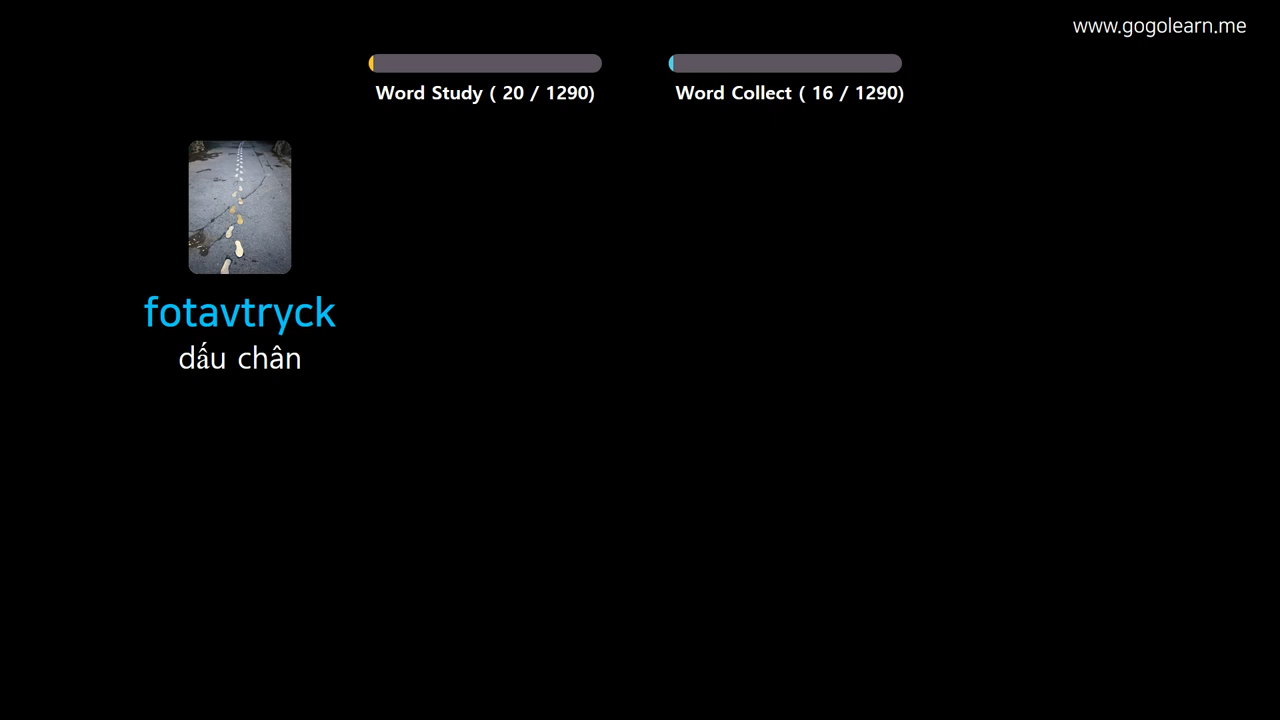 www.gogolearn.me
Word Study ( 20 / 1290)
Word Collect ( 16 / 1290)
fotavtryck
dấu chân